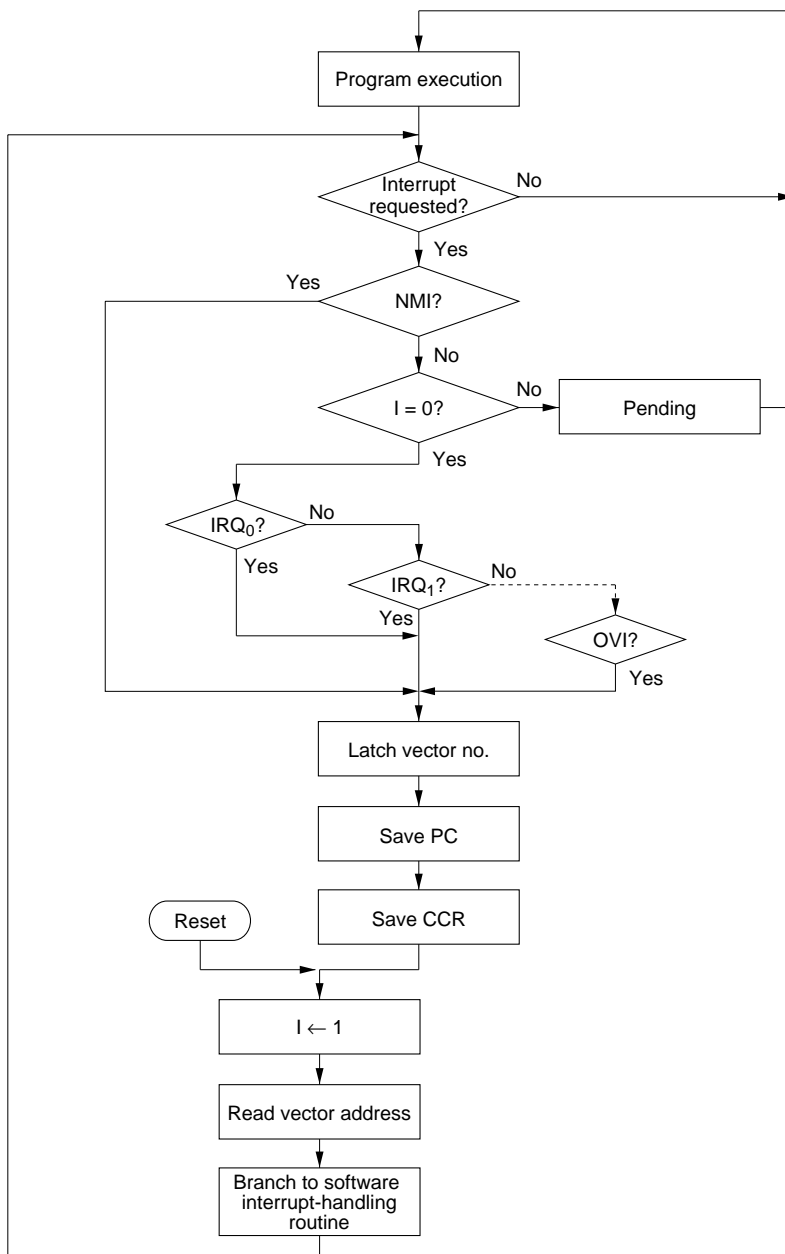 Program execution
Interrupt
requested?
No
Yes
Yes
NMI?
No
I = 0?
No
Pending
Yes
IRQ0?
No
Yes
IRQ1?
No
Yes
OVI?
Yes
Latch vector no.
Save PC
Reset
Save CCR
I ← 1
Read vector address
Branch to software
interrupt-handling
routine